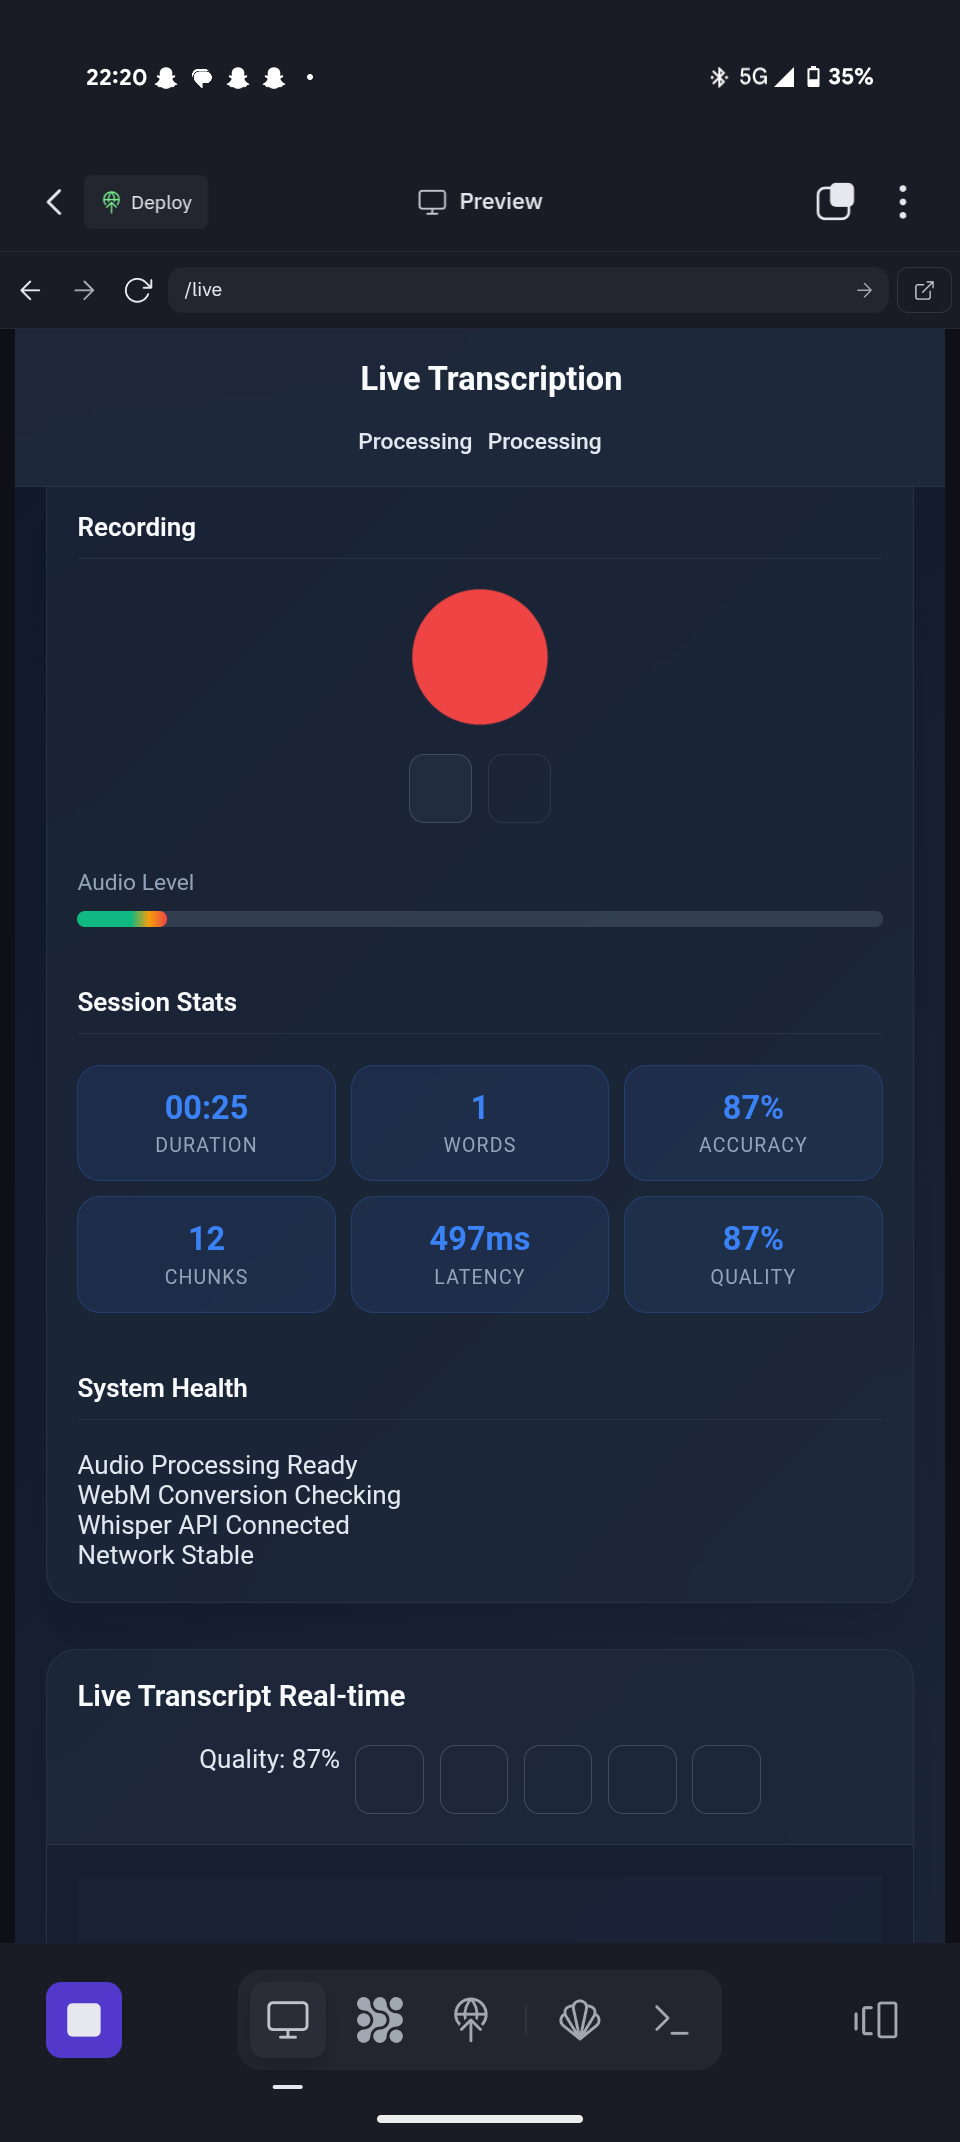 22:20 5G 35%
Deploy Preview
/live
Live Transcription
Processing Processing
Recording
Audio Level
Session Stats
00:25 1 87%
DURATION WORDS ACCURACY
12 497ms 87%
CHUNKS LATENCY QUALITY
System Health
Audio Processing Ready
WebM Conversion Checking
Whisper API Connected
Network Stable
Live Transcript Real-time
Quality: 87%